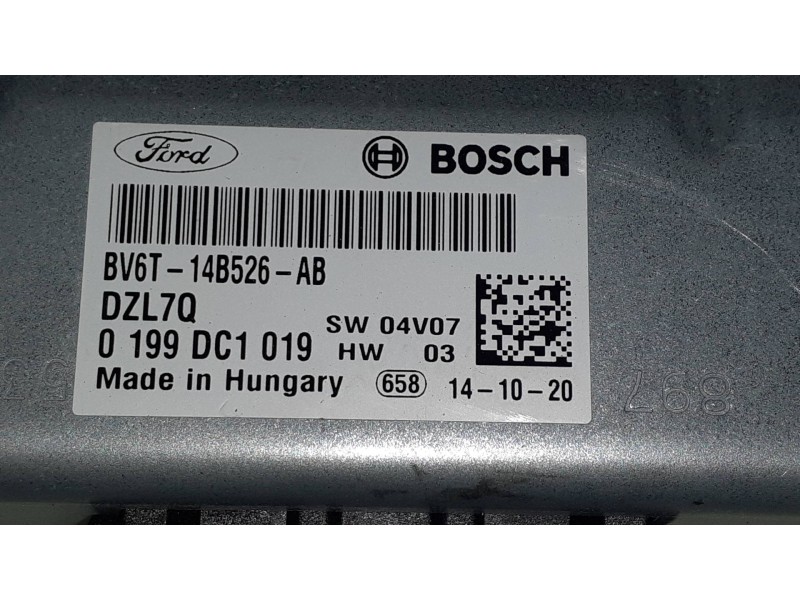 Ford BOSCH
BV6T-14B526-AB
DZL7Q
0 199 DC1 019 SW 04V07
HW 03
Made in Hungary 658 14-10-20
897